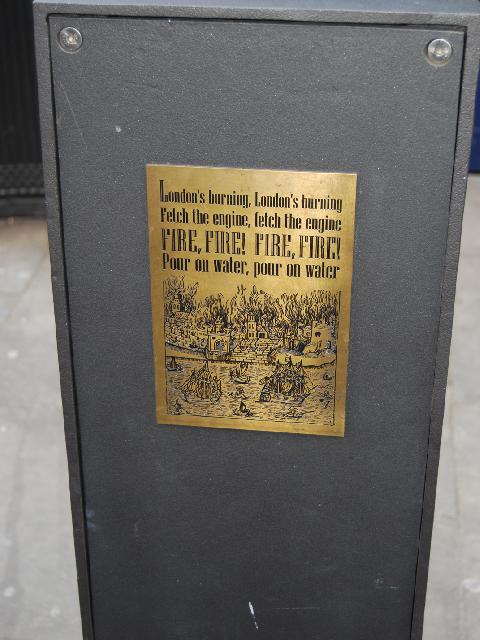 London's burning, London's burning
Fetch the engine, fetch the engine
FIRE, FIRE! FIRE, FIRE!
Pour on water, pour on water